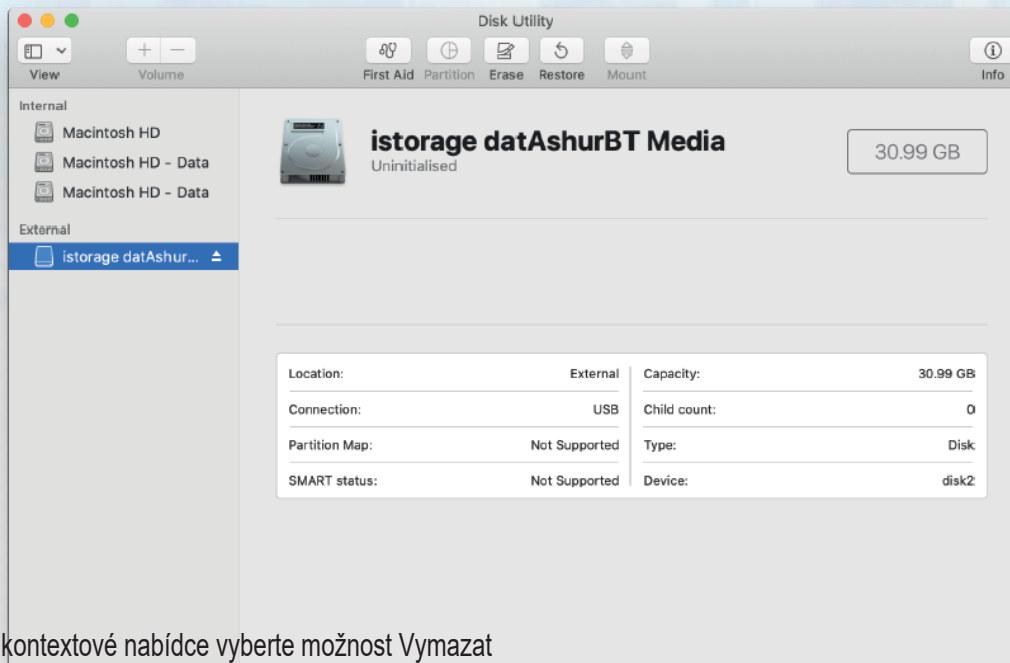 Disk Utility
View Volume First Aid Partition Erase Restore Mount Info
Internal
Macintosh HD
Macintosh HD - Data
Macintosh HD - Data
External
istorage datAshur...
istorage datAshurBT Media
Uninitialised
30.99 GB
Location: External
Capacity: 30.99 GB
Connection: USB
Child count: 0
Partition Map: Not Supported
Type: Disk
SMART status: Not Supported
Device: disk2
kontextové nabídce vyberte možnost Vymazat